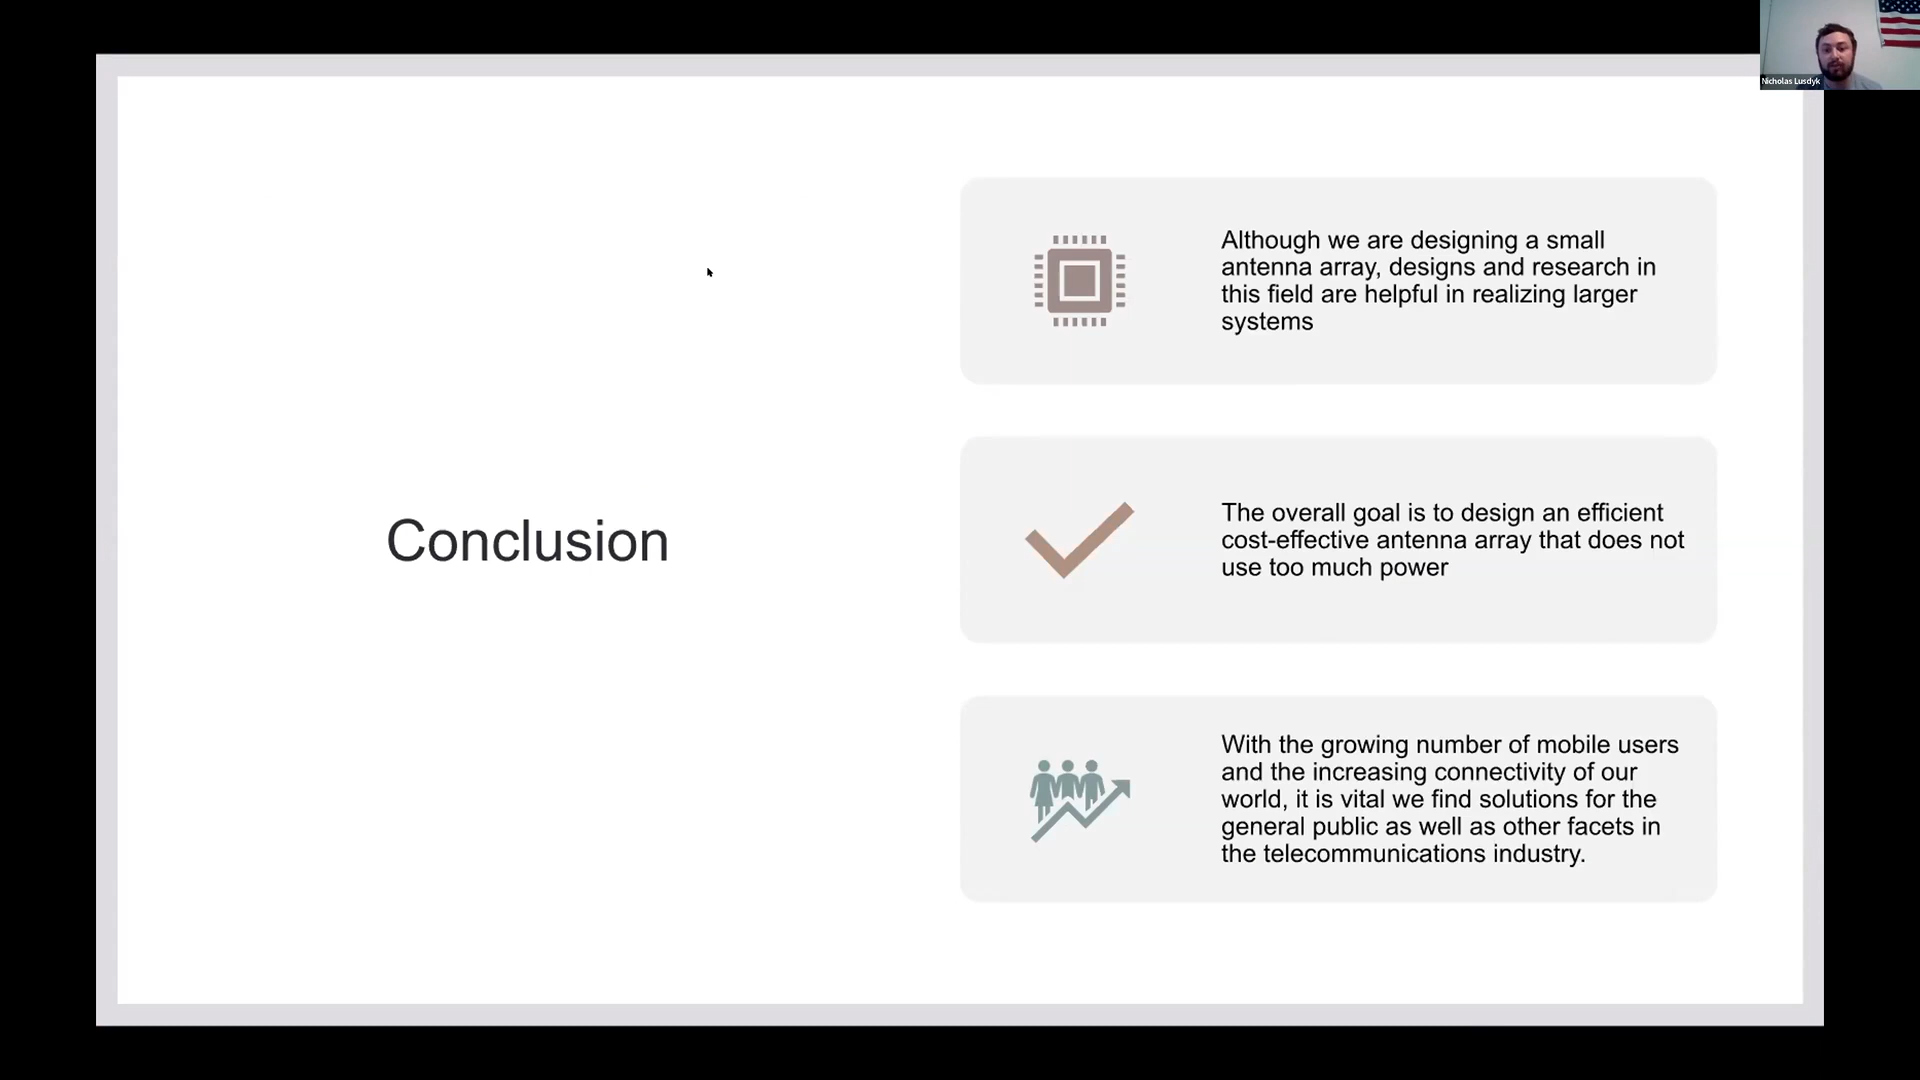 Nicholas Lusdyk
Conclusion
Although we are designing a small
antenna array, designs and research in
this field are helpful in realizing larger
systems
The overall goal is to design an efficient
cost-effective antenna array that does not
use too much power
With the growing number of mobile users
and the increasing connectivity of our
world, it is vital we find solutions for the
general public as well as other facets in
the telecommunications industry.